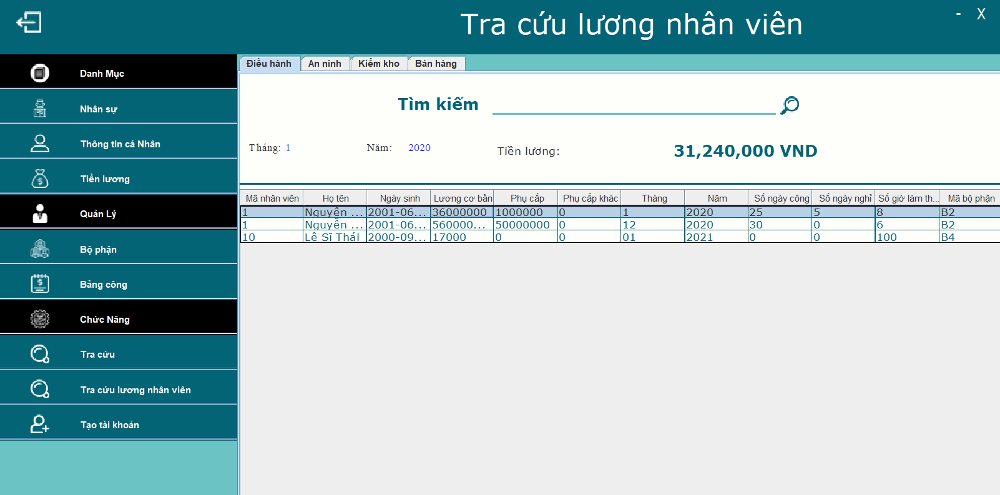 Tra cứu lương nhân viên
- X
Danh Mục
Nhân sự
Thông tin cá Nhân
Tiền lương
Quản Lý
Bộ phận
Bảng công
Chức Năng
Tra cứu
Tra cứu lương nhân viên
Tạo tài khoản
Điều hành An ninh Kiểm kho Bán hàng
Tìm kiếm
Tháng: 1 Năm: 2020 Tiền lương: 31,240,000 VND
Mã nhân viên Họ tên Ngày sinh Lương cơ bản Phụ cấp Phụ cấp khác Tháng Năm Số ngày công Số ngày nghỉ Số giờ làm th... Mã bộ phận
1 Nguyễn ... 2001-06... 36000000 1000000 0 1 2020 25 5 8 B2
1 Nguyễn ... 2001-06... 560000... 50000000 0 12 2020 30 0 6 B2
10 Lê Sĩ Thái 2000-09... 17000 0 0 01 2021 0 0 100 B4